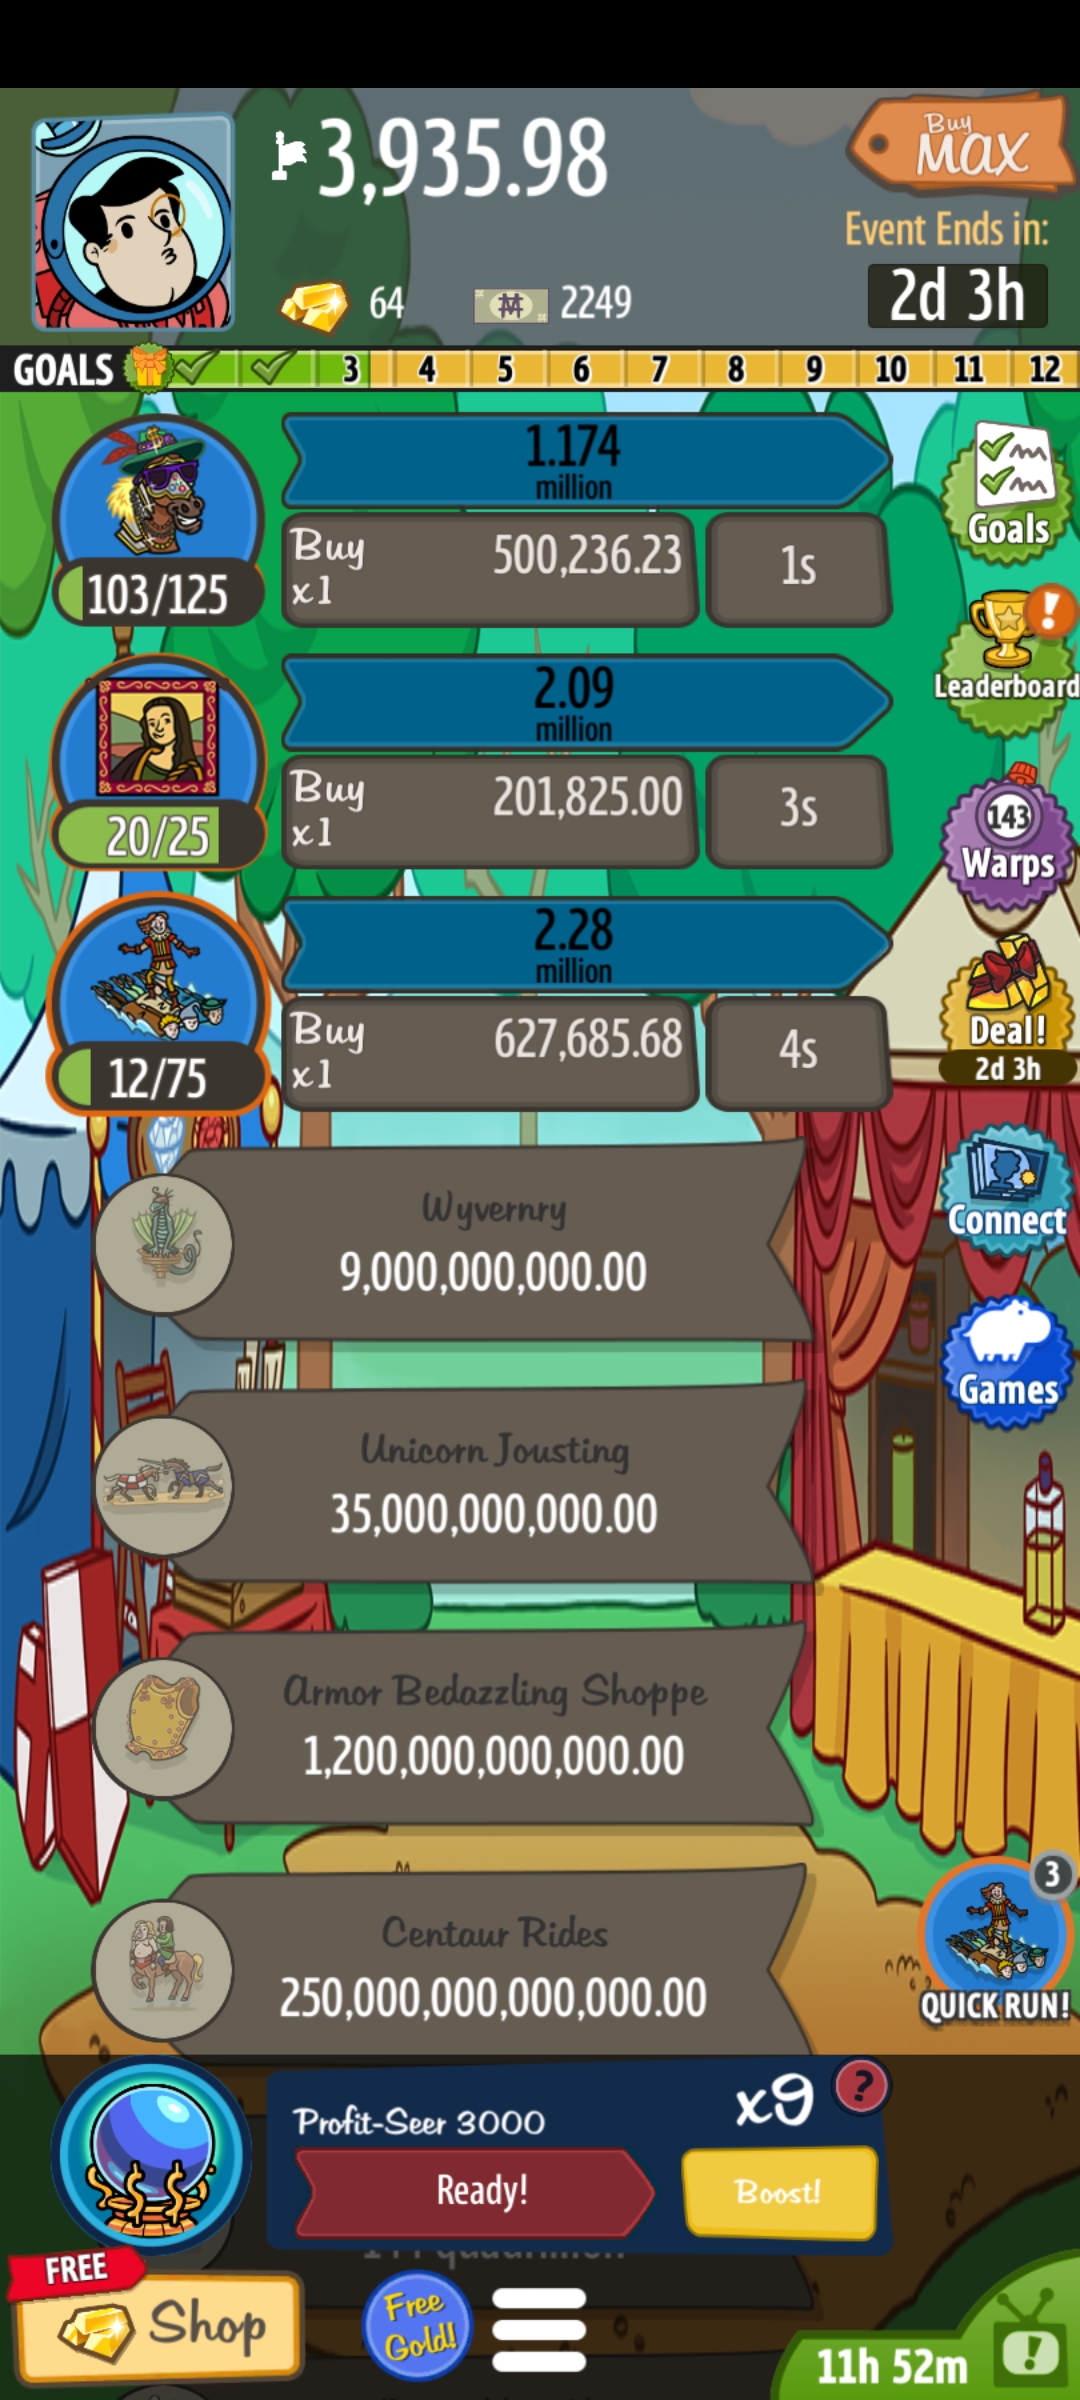 3,935.98
Buy
MAX
Event Ends in:
2d 3h
64
2249
GOALS 3 4 5 6 7 8 9 10 11 12
1.174
million
Buy
x1
500,236.23
1s
103/125
Goals
Leaderboard
2.09
million
Buy
x1
201,825.00
3s
20/25
143
Warps
2.28
million
Buy
x1
627,685.68
4s
12/75
Deal!
2d 3h
Connect
Games
Wyvernry
9,000,000,000.00
Unicorn Jousting
35,000,000,000.00
Armor Bedazzling Shoppe
1,200,000,000,000.00
Centaur Rides
250,000,000,000,000.00
3
QUICK RUN!
Profit-Seer 3000
x9
?
Ready!
Boost!
FREE
Shop
Free
Gold!
11h 52m
!